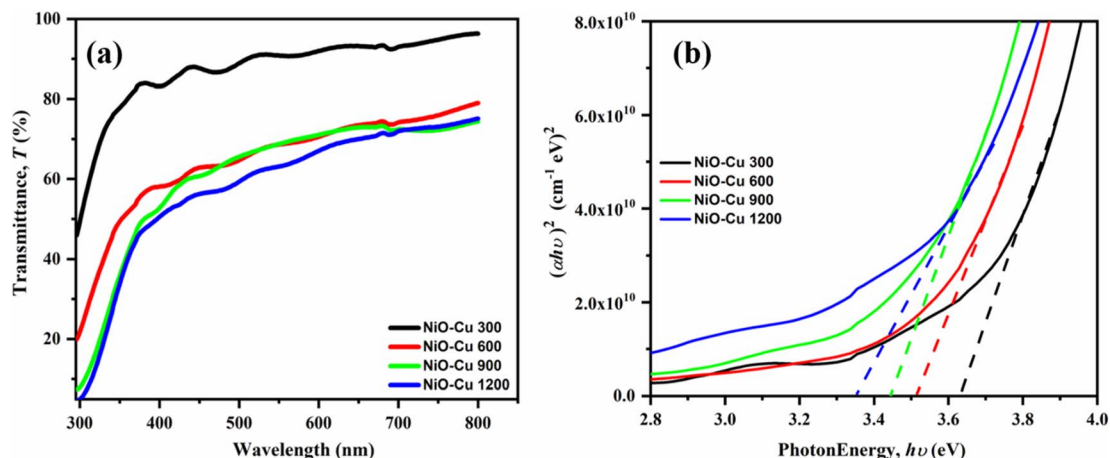 (a)
100
80
60
40
20
Transmittance, T (%)
300 400 500 600 700 800
Wavelength (nm)
NiO-Cu 300
NiO-Cu 600
NiO-Cu 900
NiO-Cu 1200
(b)
8.0x10¹⁰
6.0x10¹⁰
4.0x10¹⁰
2.0x10¹⁰
0.0
(αhυ)² (cm⁻¹ eV)²
NiO-Cu 300
NiO-Cu 600
NiO-Cu 900
NiO-Cu 1200
2.8 3.0 3.2 3.4 3.6 3.8 4.0
PhotonEnergy, hυ (eV)